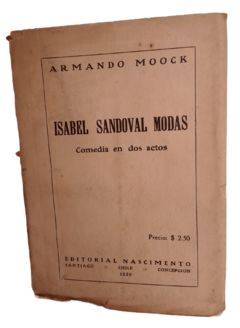 ARMANDO MOOCK
ISABEL SANDOVAL MODAS
Comedia en dos actos
Precio: $ 2.50
EDITORIAL NASCIMENTO
SANTIAGO CHILE CONCEPCION